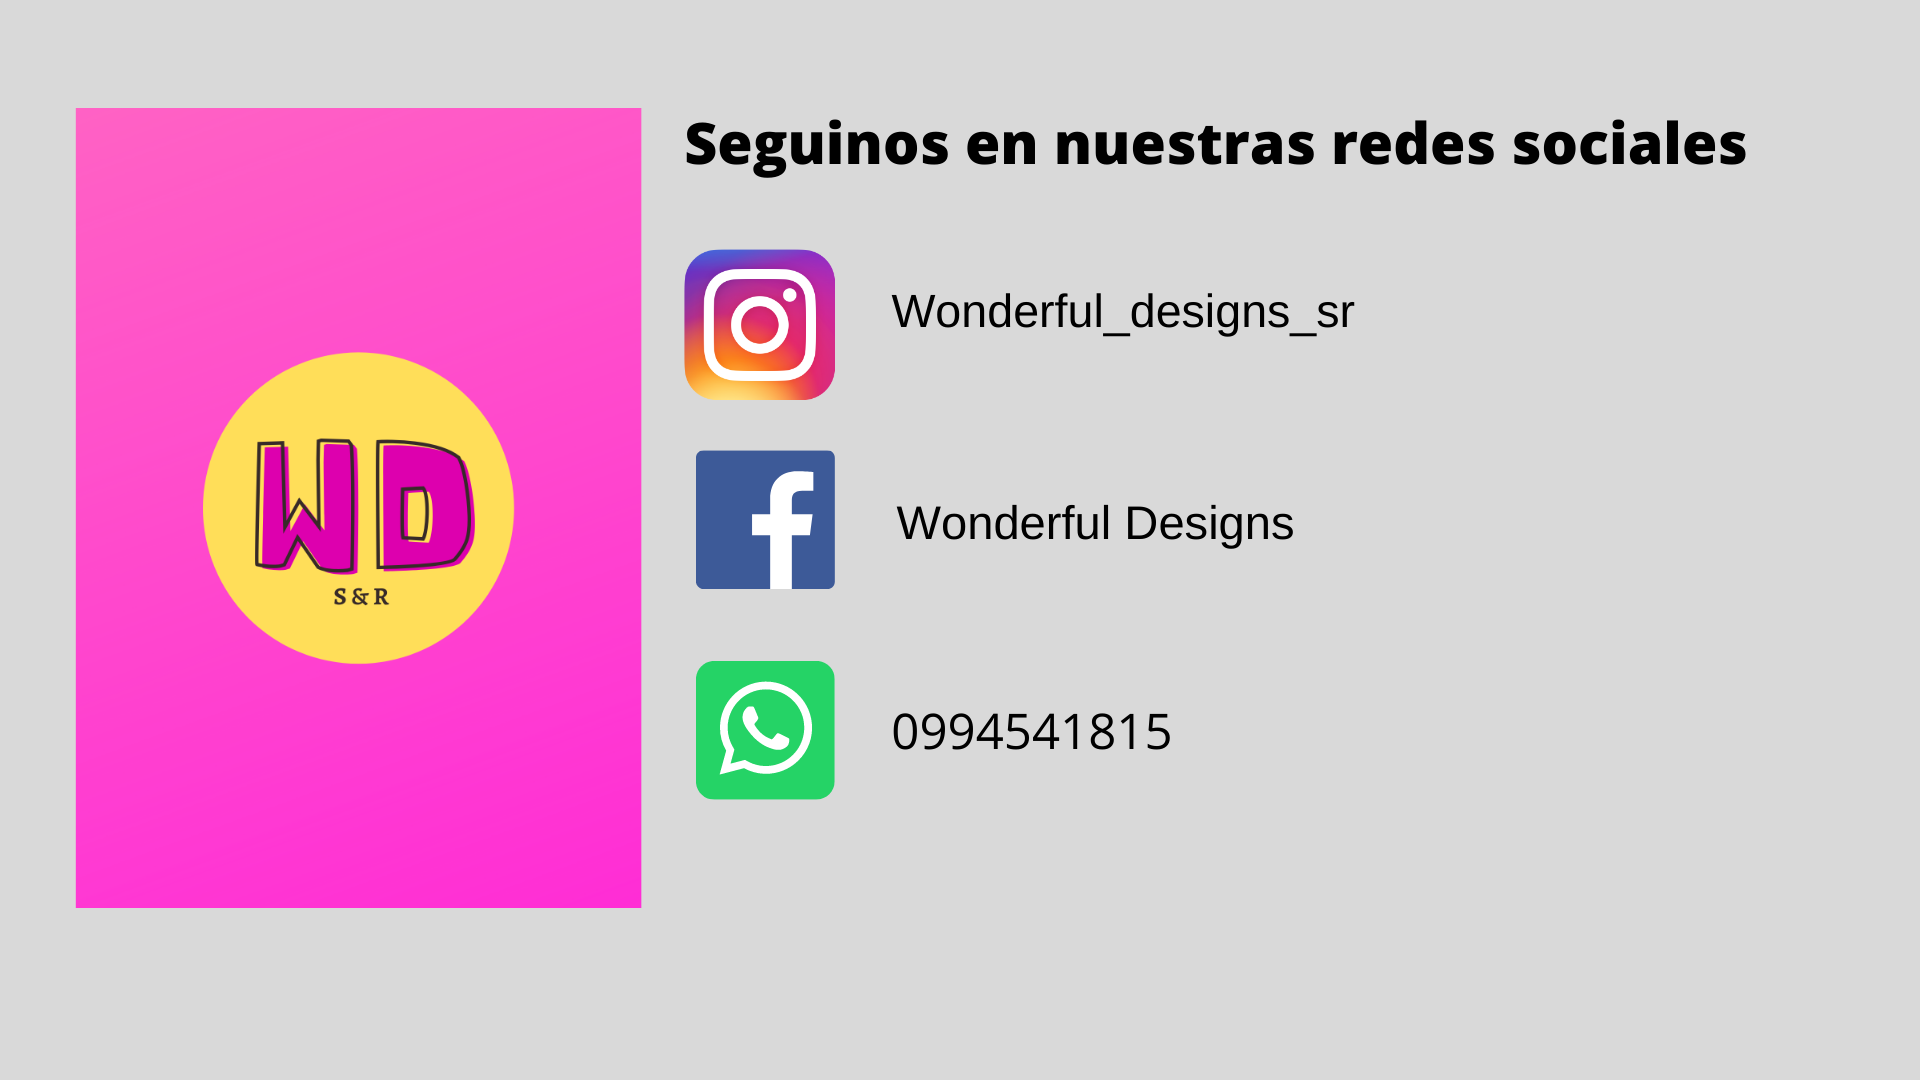 Seguinos en nuestras redes sociales
Wonderful_designs_sr
Wonderful Designs
0994541815
WD
S&R